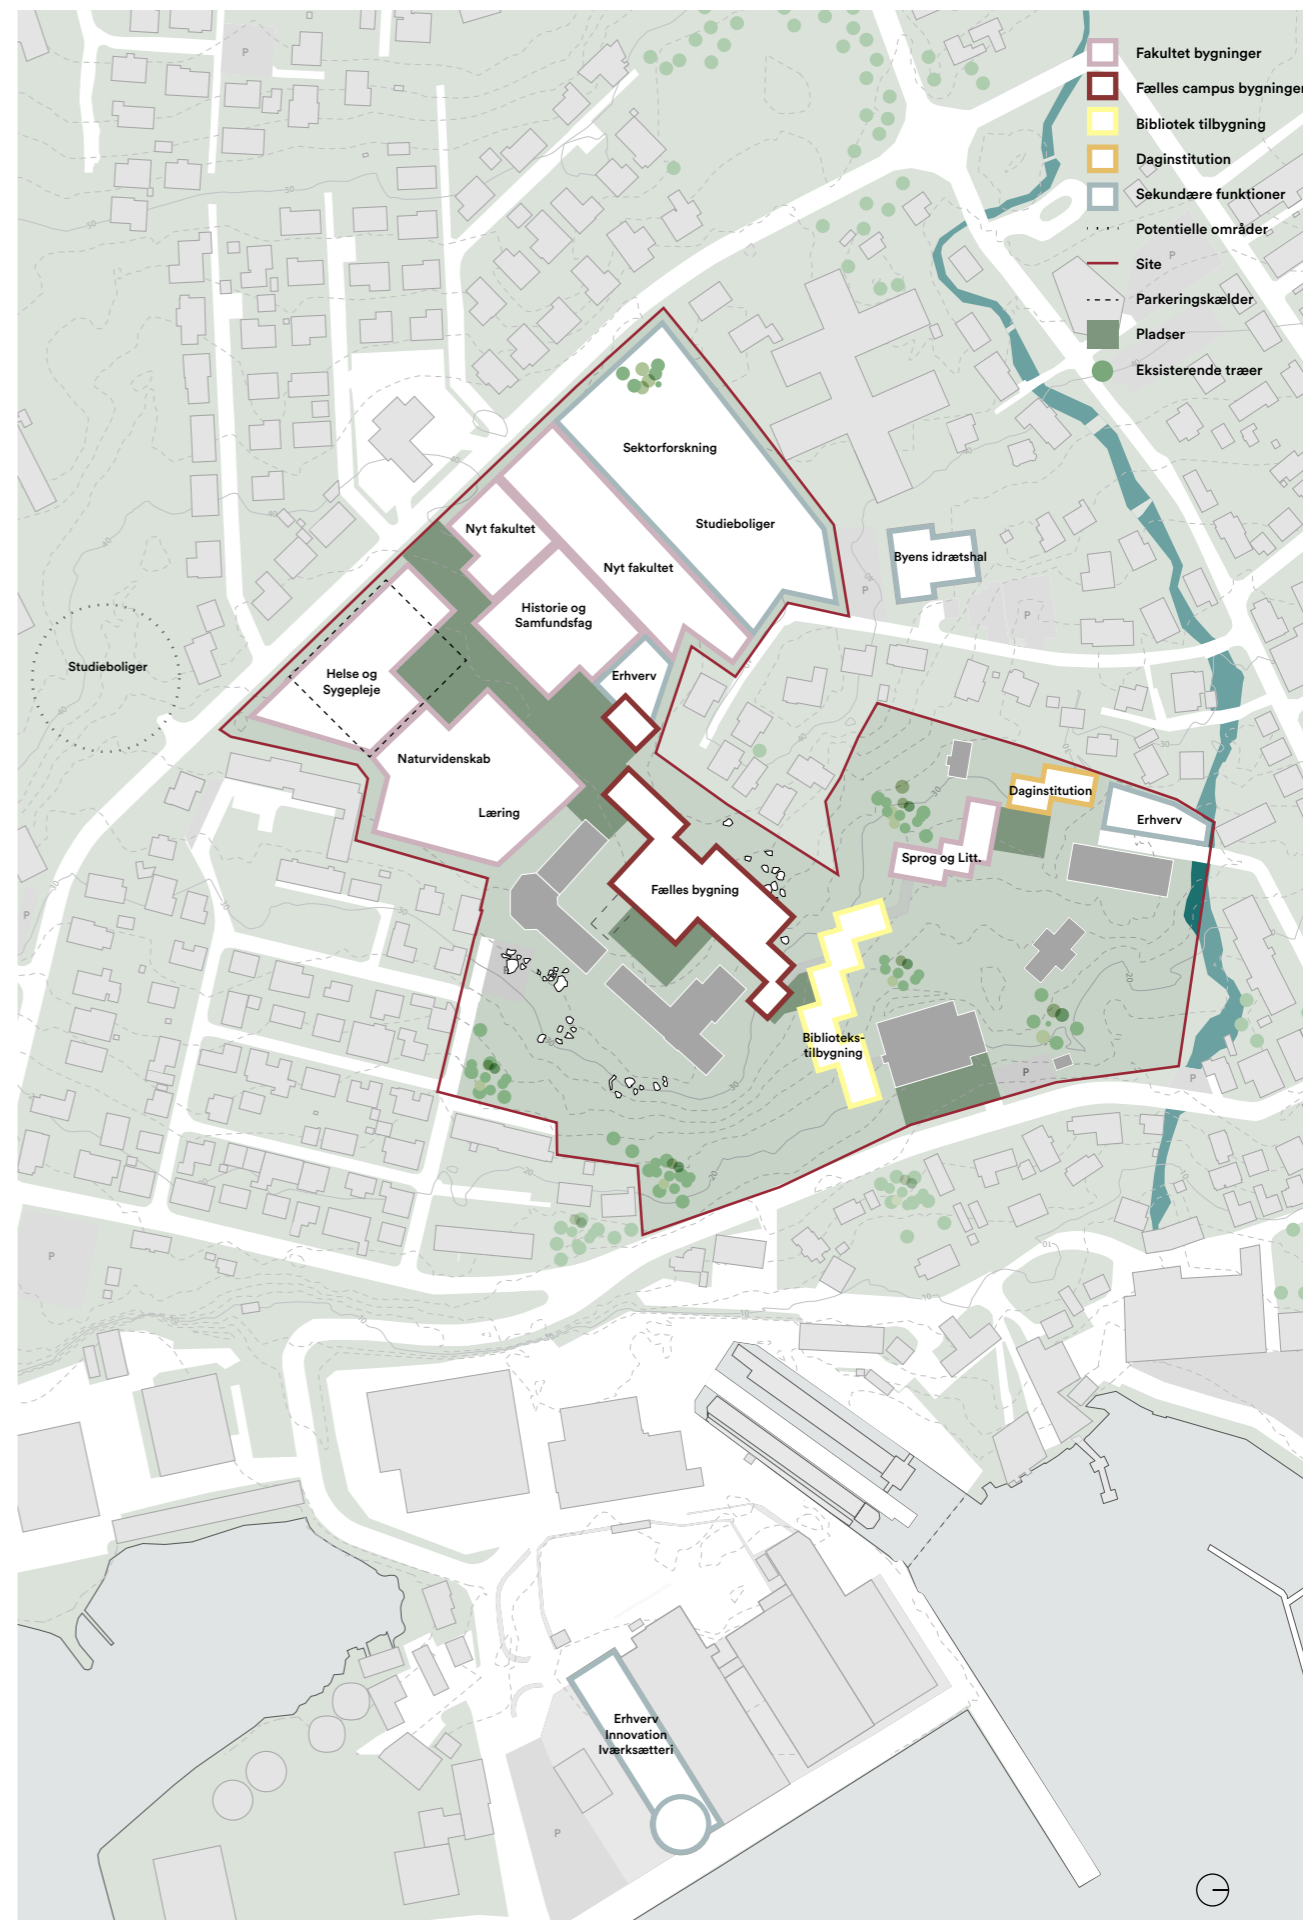 Fakultet bygninger
Fælles campus bygninger
Bibliotek tilbygning
Daginstitution
Sekundære funktioner
Potentielle områder
Site
Parkeringskælder
Pladser
Eksisterende træer
Sektorforskning
Studieboliger
Nyt fakultet
Nyt fakultet
Byens idrætshal
Historie og
Samfundsfag
Studieboliger
Helse og
Sygepleje
Erhverv
Naturvidenskab
Læring
Daginstitution
Erhverv
Sprog og Litt.
Fælles bygning
Biblioteks-
tilbygning
Erhverv
Innovation
Iværksætteri
P
P
P
P
P
P
P
P
P
P